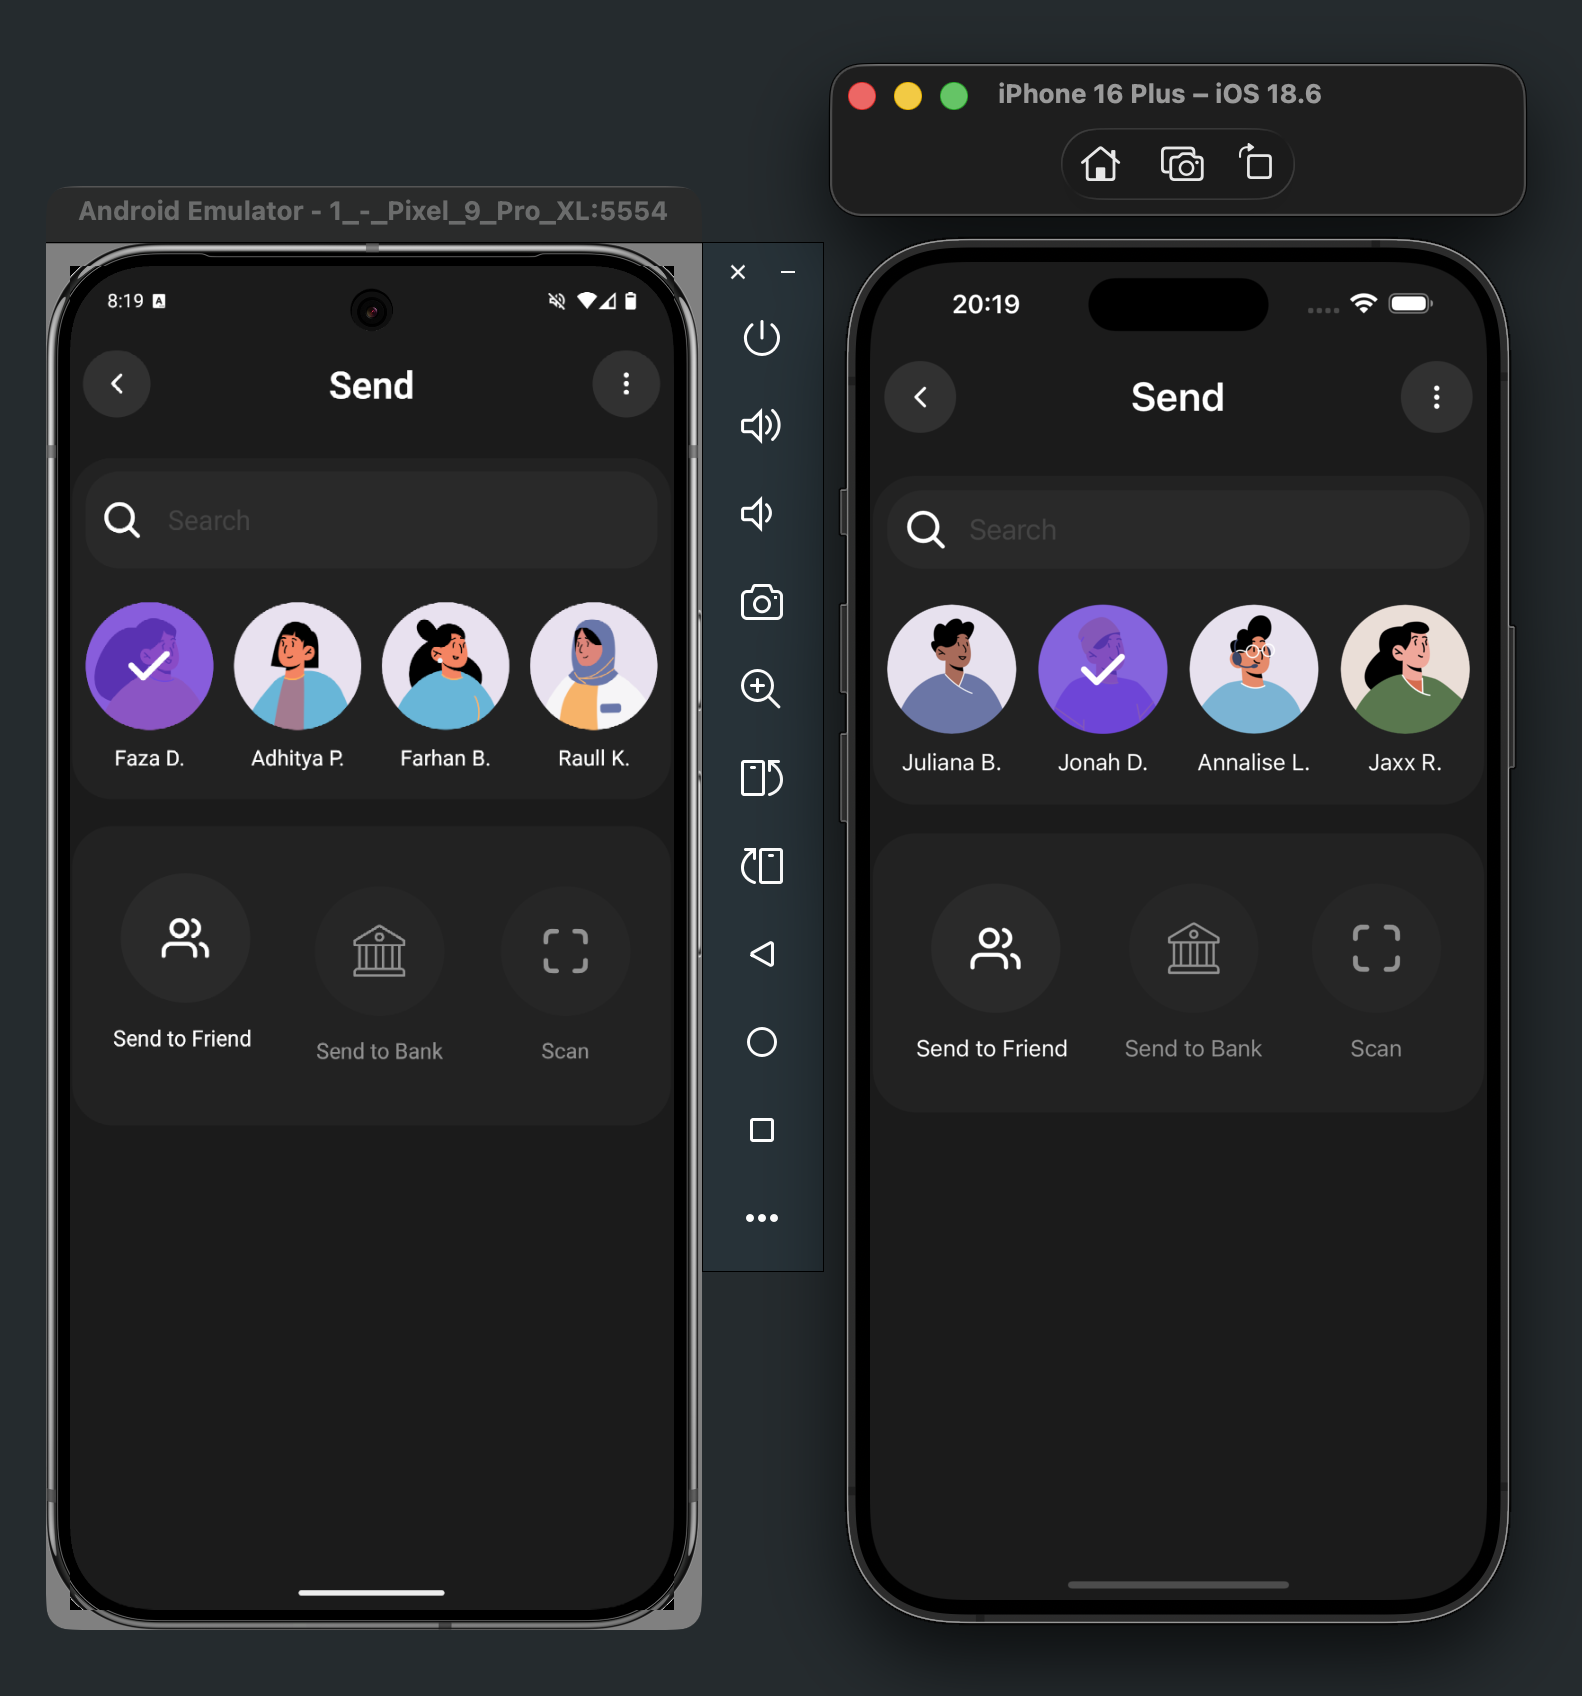 iPhone 16 Plus – iOS 18.6
Android Emulator - 1_-_Pixel_9_Pro_XL:5554
8:19 A
Send
Search
Faza D. Adhitya P. Farhan B. Raull K.
Send to Friend Send to Bank Scan
20:19
Send
Search
Juliana B. Jonah D. Annalise L. Jaxx R.
Send to Friend Send to Bank Scan